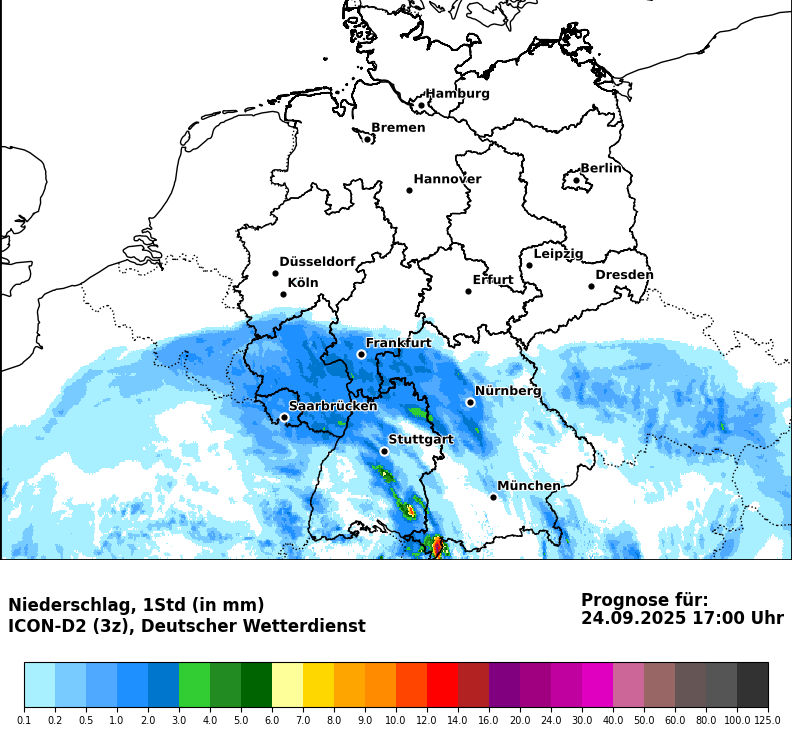 Hamburg
Bremen
Berlin
Hannover
Leipzig
Düsseldorf
Dresden
Köln
Erfurt
Frankfurt
Nürnberg
Saarbrücken
Stuttgart
München
Niederschlag, 1Std (in mm)
ICON-D2 (3z), Deutscher Wetterdienst
Prognose für:
24.09.2025 17:00 Uhr
0.1 0.2 0.5 1.0 2.0 3.0 4.0 5.0 6.0 7.0 8.0 9.0 10.0 12.0 14.0 16.0 20.0 24.0 30.0 40.0 50.0 60.0 80.0 100.0 125.0